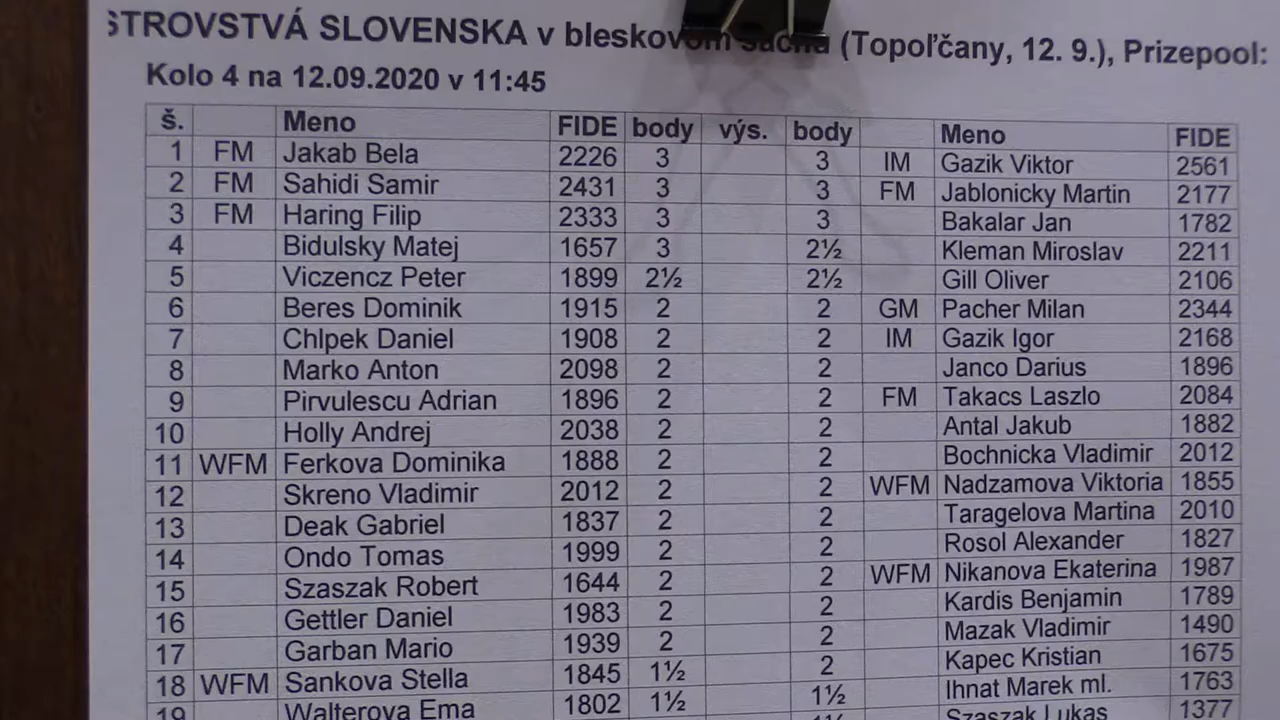 STROVSTVÁ SLOVENSKA v bleskovom šachu (Topoľčany, 12. 9.), Prizepool:
Kolo 4 na 12.09.2020 v 11:45
š. Meno FIDE body výs. body Meno FIDE
1 FM Jakab Bela 2226 3 3 IM Gazik Viktor 2561
2 FM Sahidi Samir 2431 3 3 FM Jablonicky Martin 2177
3 FM Haring Filip 2333 3 3 Bakalar Jan 1782
4 Bidulsky Matej 1657 3 2½ Kleman Miroslav 2211
5 Viczencz Peter 1899 2½ 2½ Gill Oliver 2106
6 Beres Dominik 1915 2 2 GM Pacher Milan 2344
7 Chlpek Daniel 1908 2 2 IM Gazik Igor 2168
8 Marko Anton 2098 2 2 Janco Darius 1896
9 Pirvulescu Adrian 1896 2 2 FM Takacs Laszlo 2084
10 Holly Andrej 2038 2 2 Antal Jakub 1882
11 WFM Ferkova Dominika 1888 2 2 Bochnicka Vladimir 2012
12 Skreno Vladimir 2012 2 2 WFM Nadzamova Viktoria 1855
13 Deak Gabriel 1837 2 2 Taragelova Martina 2010
14 Ondo Tomas 1999 2 2 Rosol Alexander 1827
15 Szaszak Robert 1644 2 2 WFM Nikanova Ekaterina 1987
16 Gettler Daniel 1983 2 2 Kardis Benjamin 1789
17 Garban Mario 1939 2 2 Mazak Vladimir 1490
18 WFM Sankova Stella 1845 1½ 2 Kapec Kristian 1675
19 Walterova Ema 1802 1½ 1½ Ihnat Marek ml. 1763
Szaszak Lukas 1377